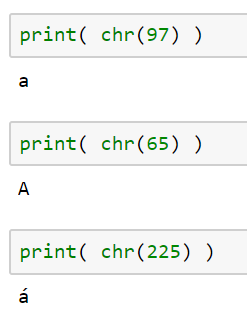 print( chr(97) )
a
print( chr(65) )
A
print( chr(225) )
á